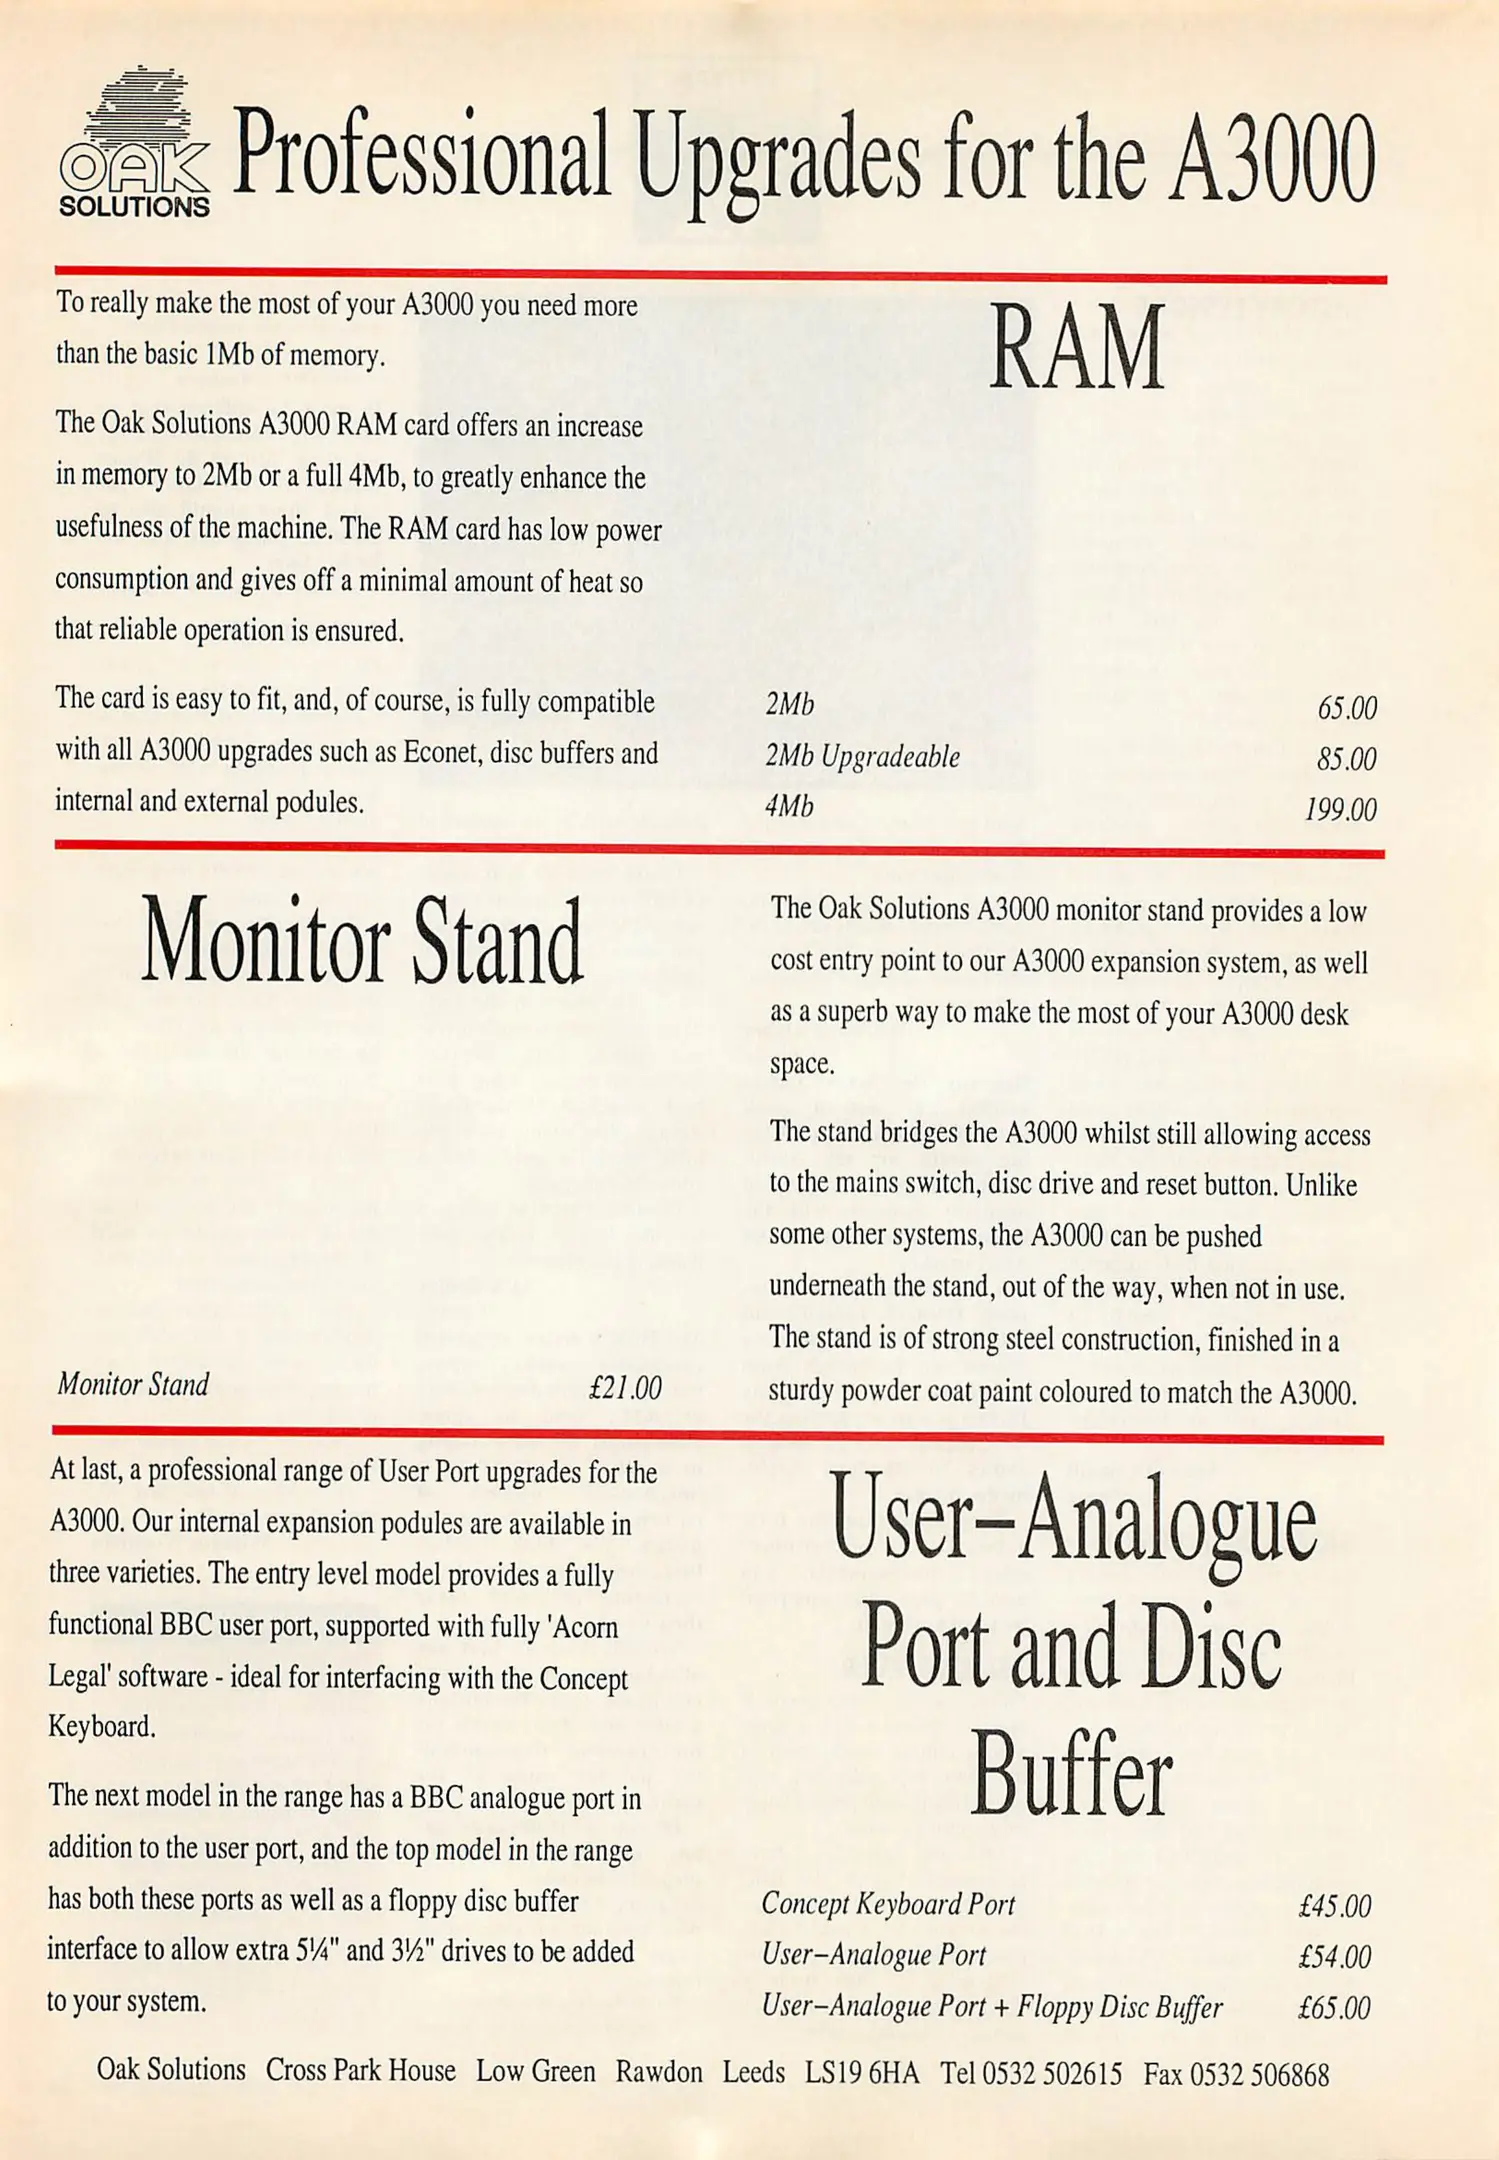 OAK
SOLUTIONS
Professional Upgrades for the A3000
To really make the most of your A3000 you need more
than the basic 1Mb of memory.
The Oak Solutions A3000 RAM card offers an increase
in memory to 2Mb or a full 4Mb, to greatly enhance the
usefulness of the machine. The RAM card has low power
consumption and gives off a minimal amount of heat so
that reliable operation is ensured.
The card is easy to fit, and, of course, is fully compatible
with all A3000 upgrades such as Econet, disc buffers and
internal and external podules.
RAM
2Mb 65.00
2Mb Upgradeable 85.00
4Mb 199.00
Monitor Stand
Monitor Stand £21.00
The Oak Solutions A3000 monitor stand provides a low
cost entry point to our A3000 expansion system, as well
as a superb way to make the most of your A3000 desk
space.
The stand bridges the A3000 whilst still allowing access
to the mains switch, disc drive and reset button. Unlike
some other systems, the A3000 can be pushed
underneath the stand, out of the way, when not in use.
The stand is of strong steel construction, finished in a
sturdy powder coat paint coloured to match the A3000.
At last, a professional range of User Port upgrades for the
A3000. Our internal expansion podules are available in
three varieties. The entry level model provides a fully
functional BBC user port, supported with fully 'Acorn
Legal' software - ideal for interfacing with the Concept
Keyboard.
The next model in the range has a BBC analogue port in
addition to the user port, and the top model in the range
has both these ports as well as a floppy disc buffer
interface to allow extra 5¼" and 3½" drives to be added
to your system.
User–Analogue
Port and Disc
Buffer
Concept Keyboard Port £45.00
User–Analogue Port £54.00
User–Analogue Port + Floppy Disc Buffer £65.00
Oak Solutions Cross Park House Low Green Rawdon Leeds LS19 6HA Tel 0532 502615 Fax 0532 506868